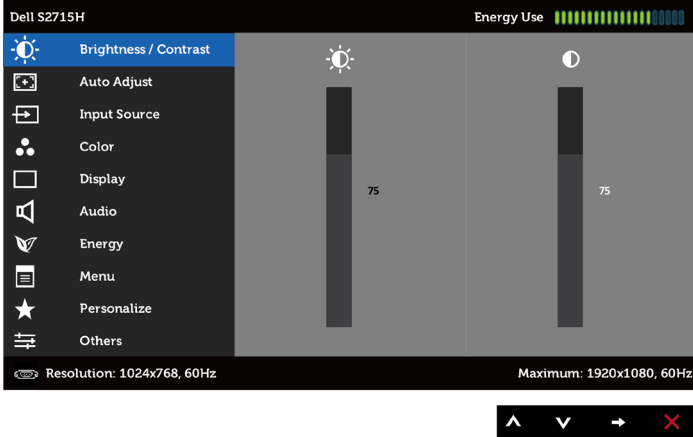 Dell S2715H
Energy Use
Brightness / Contrast
Auto Adjust
Input Source
Color
Display
Audio
Energy
Menu
Personalize
Others
75
75
Resolution: 1024x768, 60Hz
Maximum: 1920x1080, 60Hz